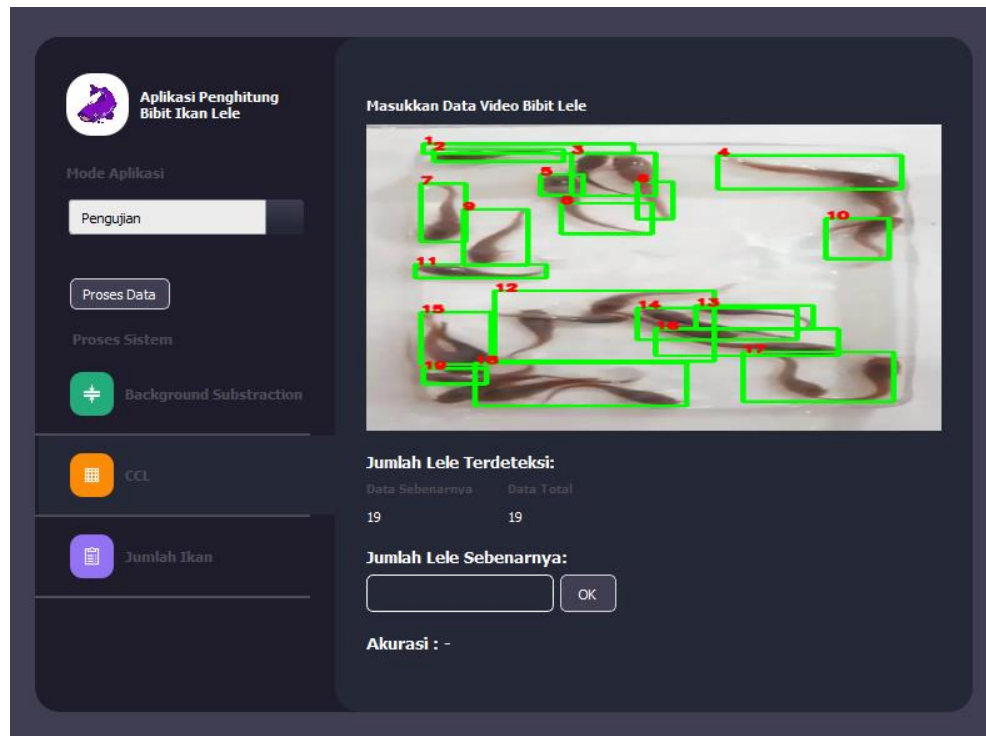 Aplikasi Penghitung
Bibit Ikan Lele
Mode Aplikasi
Pengujian
Proses Data
Proses Sistem
Background Substraction
CCL
Jumlah Ikan
Masukkan Data Video Bibit Lele
1
2
3
4
5
6
7
8
9
10
11
12
13
14
15
16
17
18
19
Jumlah Lele Terdeteksi:
Data Sebenarnya Data Total
19 19
Jumlah Lele Sebenarnya:
OK
Akurasi : -